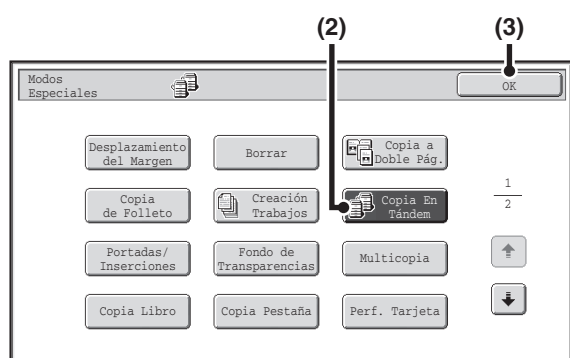 (2)
(3)
Modos
Especiales
OK
Desplazamiento
del Margen
Borrar
Copia a
Doble Pág.
Copia
de Folleto
Creación
Trabajos
Copia En
Tándem
1
2
Portadas/
Inserciones
Fondo de
Transparencias
Multicopia
Copia Libro
Copia Pestaña
Perf. Tarjeta